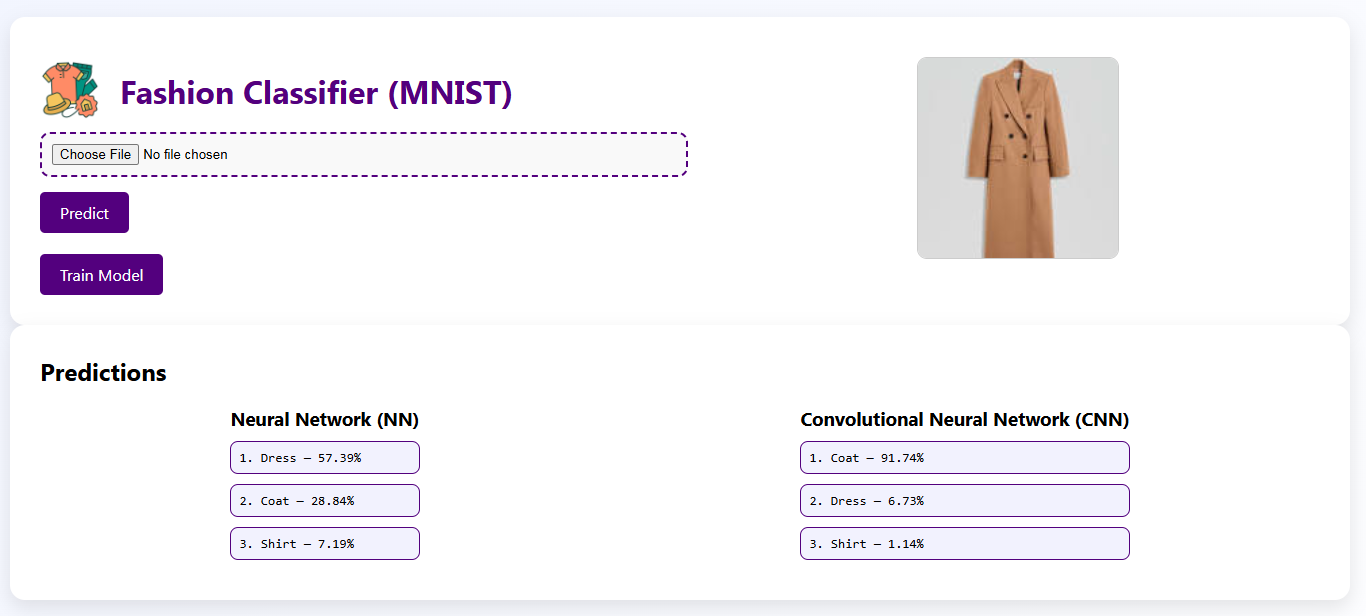 Fashion Classifier (MNIST)
Choose File No file chosen
Predict
Train Model
Predictions
Neural Network (NN)
1. Dress — 57.39%
2. Coat — 28.84%
3. Shirt — 7.19%
Convolutional Neural Network (CNN)
1. Coat — 91.74%
2. Dress — 6.73%
3. Shirt — 1.14%